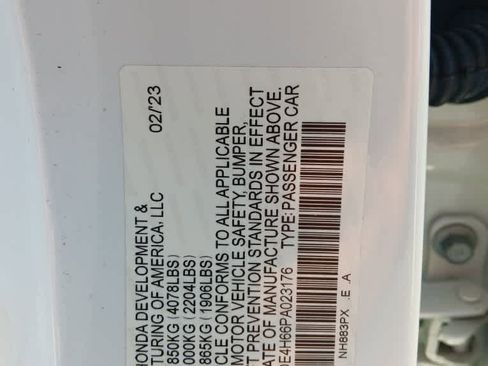 HONDA DEVELOPMENT &
TURING OF AMERICA, LLC 02/'23
850KG (4078LBS)
000KG (2204LBS)
865KG (1906LBS)
CLE CONFORMS TO ALL APPLICABLE
MOTOR VEHICLE SAFETY, BUMPER,
T PREVENTION STANDARDS IN EFFECT
ATE OF MANUFACTURE SHOWN ABOVE.
E4H66PA023176 TYPE: PASSENGER CAR
NH883PX .E .A